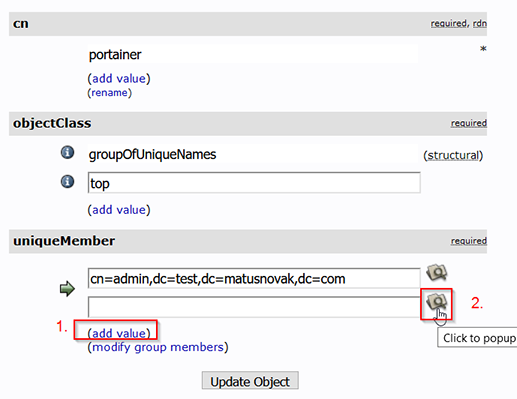 cn
required, rdn
portainer
*
(add value)
(rename)
objectClass
required
groupOfUniqueNames
(structural)
top
(add value)
uniqueMember
required
cn=admin,dc=test,dc=matusnovak,dc=com
2.
1.
(add value)
Click to popup
(modify group members)
Update Object